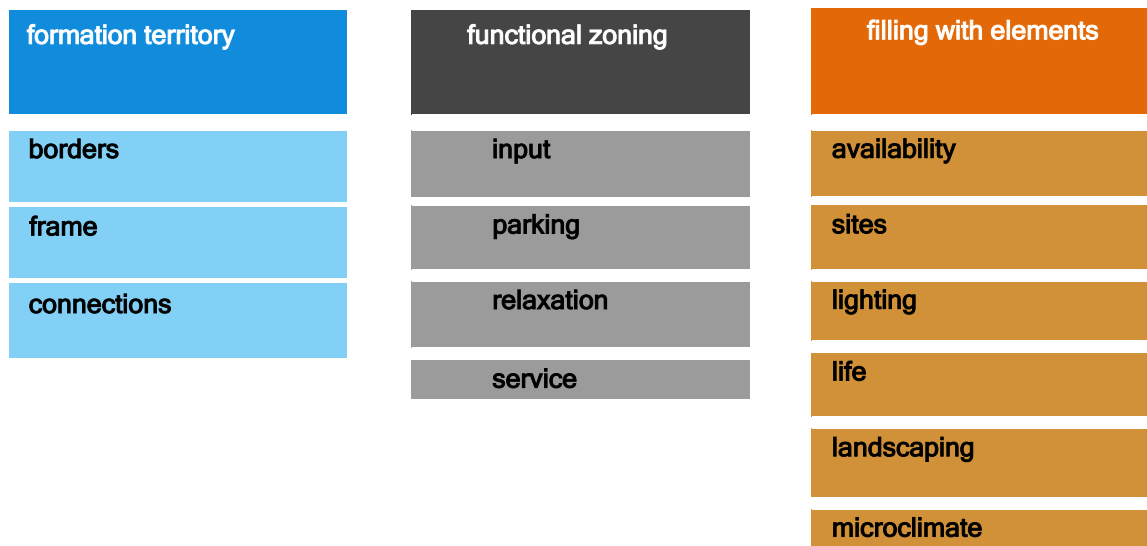 formation territory
borders
frame
connections
functional zoning
input
parking
relaxation
service
filling with elements
availability
sites
lighting
life
landscaping
microclimate